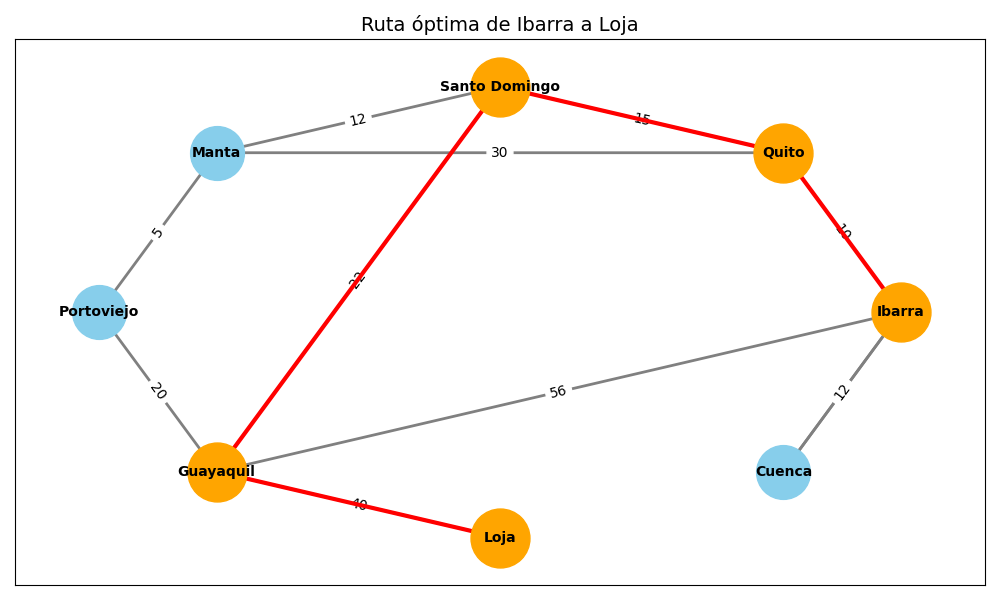 Ruta óptima de Ibarra a Loja
Santo Domingo
12
15
Manta
30
Quito
5
10
22
Portoviejo
Ibarra
20
56
12
Guayaquil
Cuenca
40
Loja